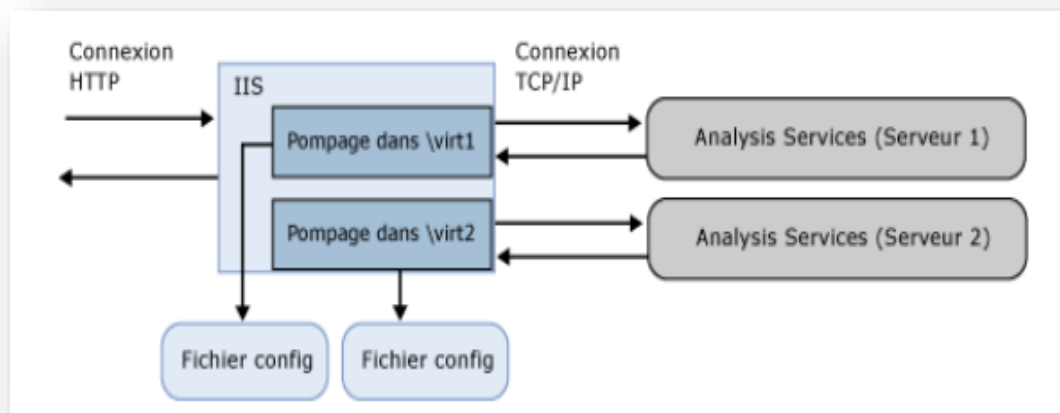 Connexion
HTTP
Connexion
TCP/IP
IIS
Pompage dans \virt1
Analysis Services (Serveur 1)
Pompage dans \virt2
Analysis Services (Serveur 2)
Fichier config
Fichier config